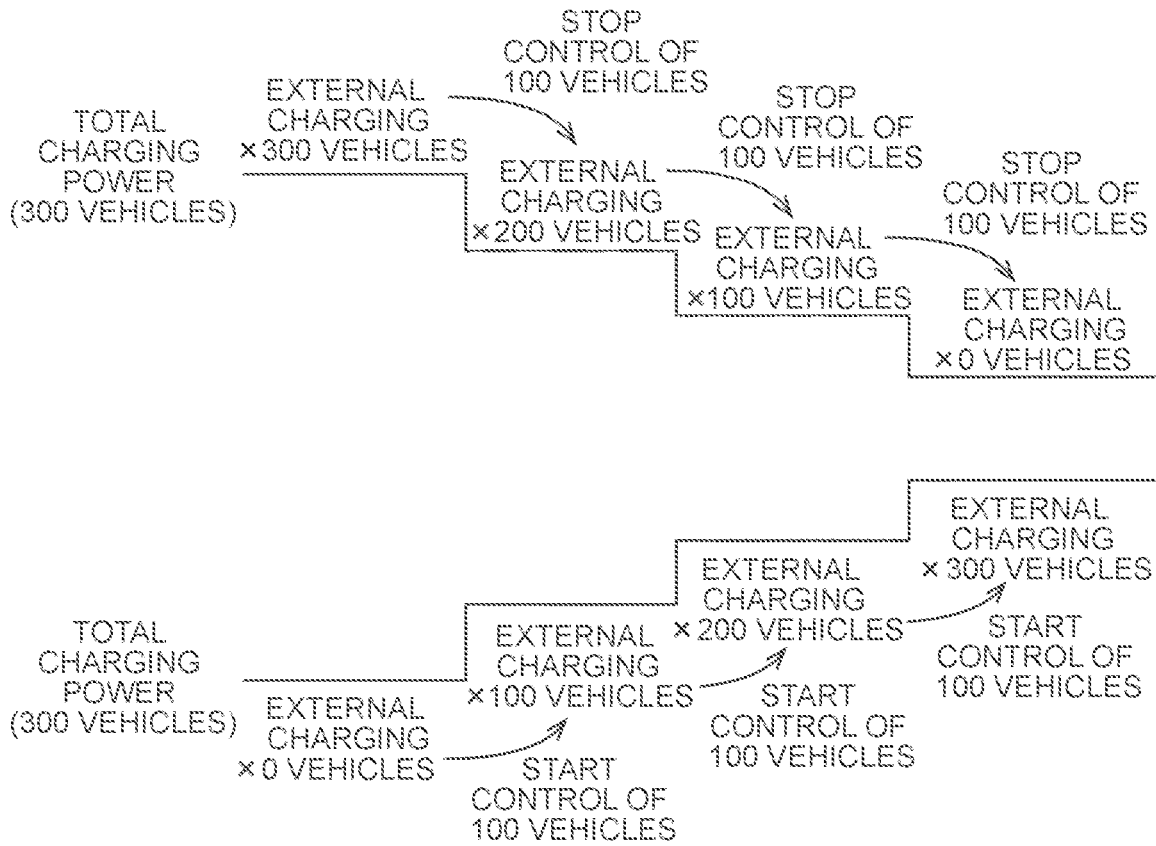 TOTAL
CHARGING
POWER
(300 VEHICLES)
EXTERNAL
CHARGING
×300 VEHICLES
STOP
CONTROL OF
100 VEHICLES
EXTERNAL
CHARGING
×200 VEHICLES
STOP
CONTROL OF
100 VEHICLES
EXTERNAL
CHARGING
×100 VEHICLES
STOP
CONTROL OF
100 VEHICLES
EXTERNAL
CHARGING
×0 VEHICLES
TOTAL
CHARGING
POWER
(300 VEHICLES)
EXTERNAL
CHARGING
×0 VEHICLES
START
CONTROL OF
100 VEHICLES
EXTERNAL
CHARGING
×100 VEHICLES
START
CONTROL OF
100 VEHICLES
EXTERNAL
CHARGING
×200 VEHICLES
START
CONTROL OF
100 VEHICLES
EXTERNAL
CHARGING
×300 VEHICLES